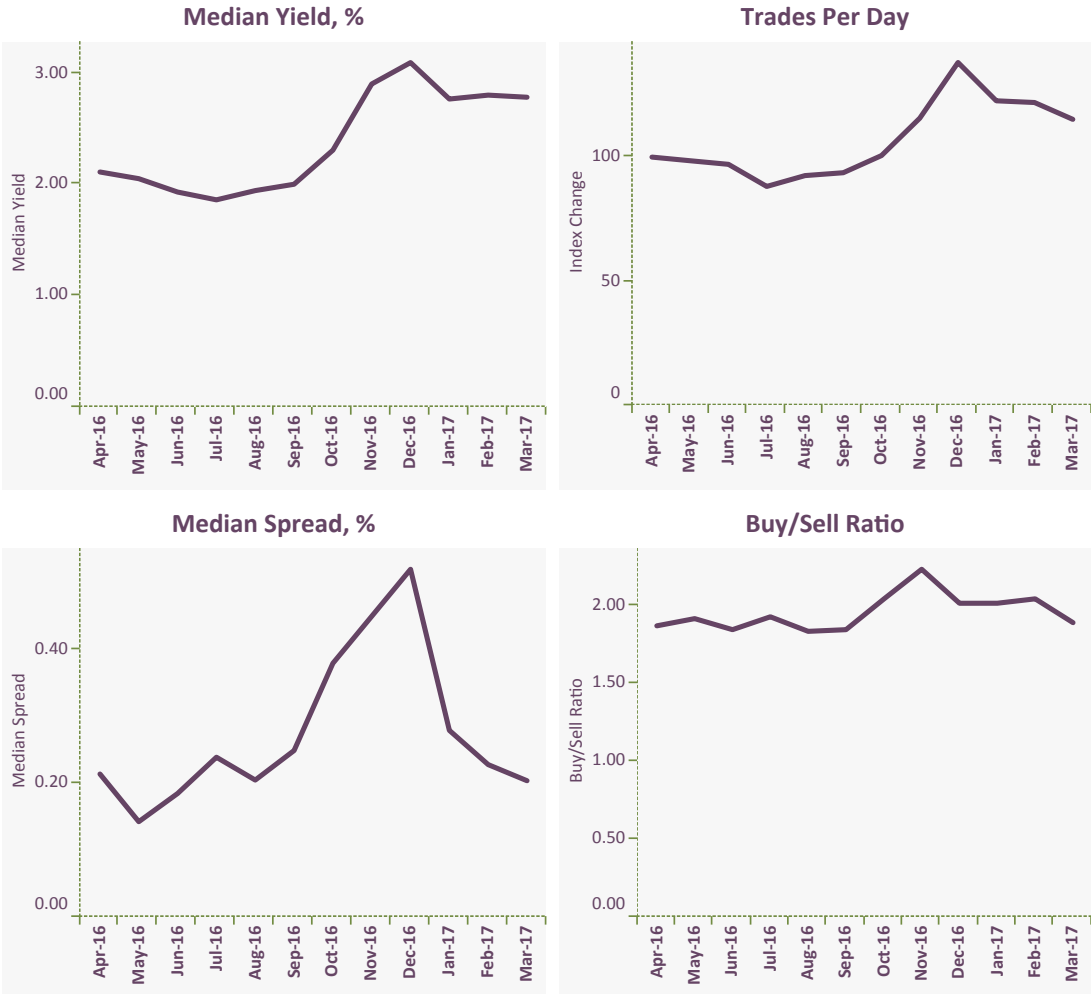 Median Yield, %
Median Yield
3.00
2.00
1.00
0.00
Apr-16
May-16
Jun-16
Jul-16
Aug-16
Sep-16
Oct-16
Nov-16
Dec-16
Jan-17
Feb-17
Mar-17
Trades Per Day
Index Change
100
50
0
Apr-16
May-16
Jun-16
Jul-16
Aug-16
Sep-16
Oct-16
Nov-16
Dec-16
Jan-17
Feb-17
Mar-17
Median Spread, %
Median Spread
0.40
0.20
0.00
Apr-16
May-16
Jun-16
Jul-16
Aug-16
Sep-16
Oct-16
Nov-16
Dec-16
Jan-17
Feb-17
Mar-17
Buy/Sell Ratio
Buy/Sell Ratio
2.00
1.50
1.00
0.50
0.00
Apr-16
May-16
Jun-16
Jul-16
Aug-16
Sep-16
Oct-16
Nov-16
Dec-16
Jan-17
Feb-17
Mar-17